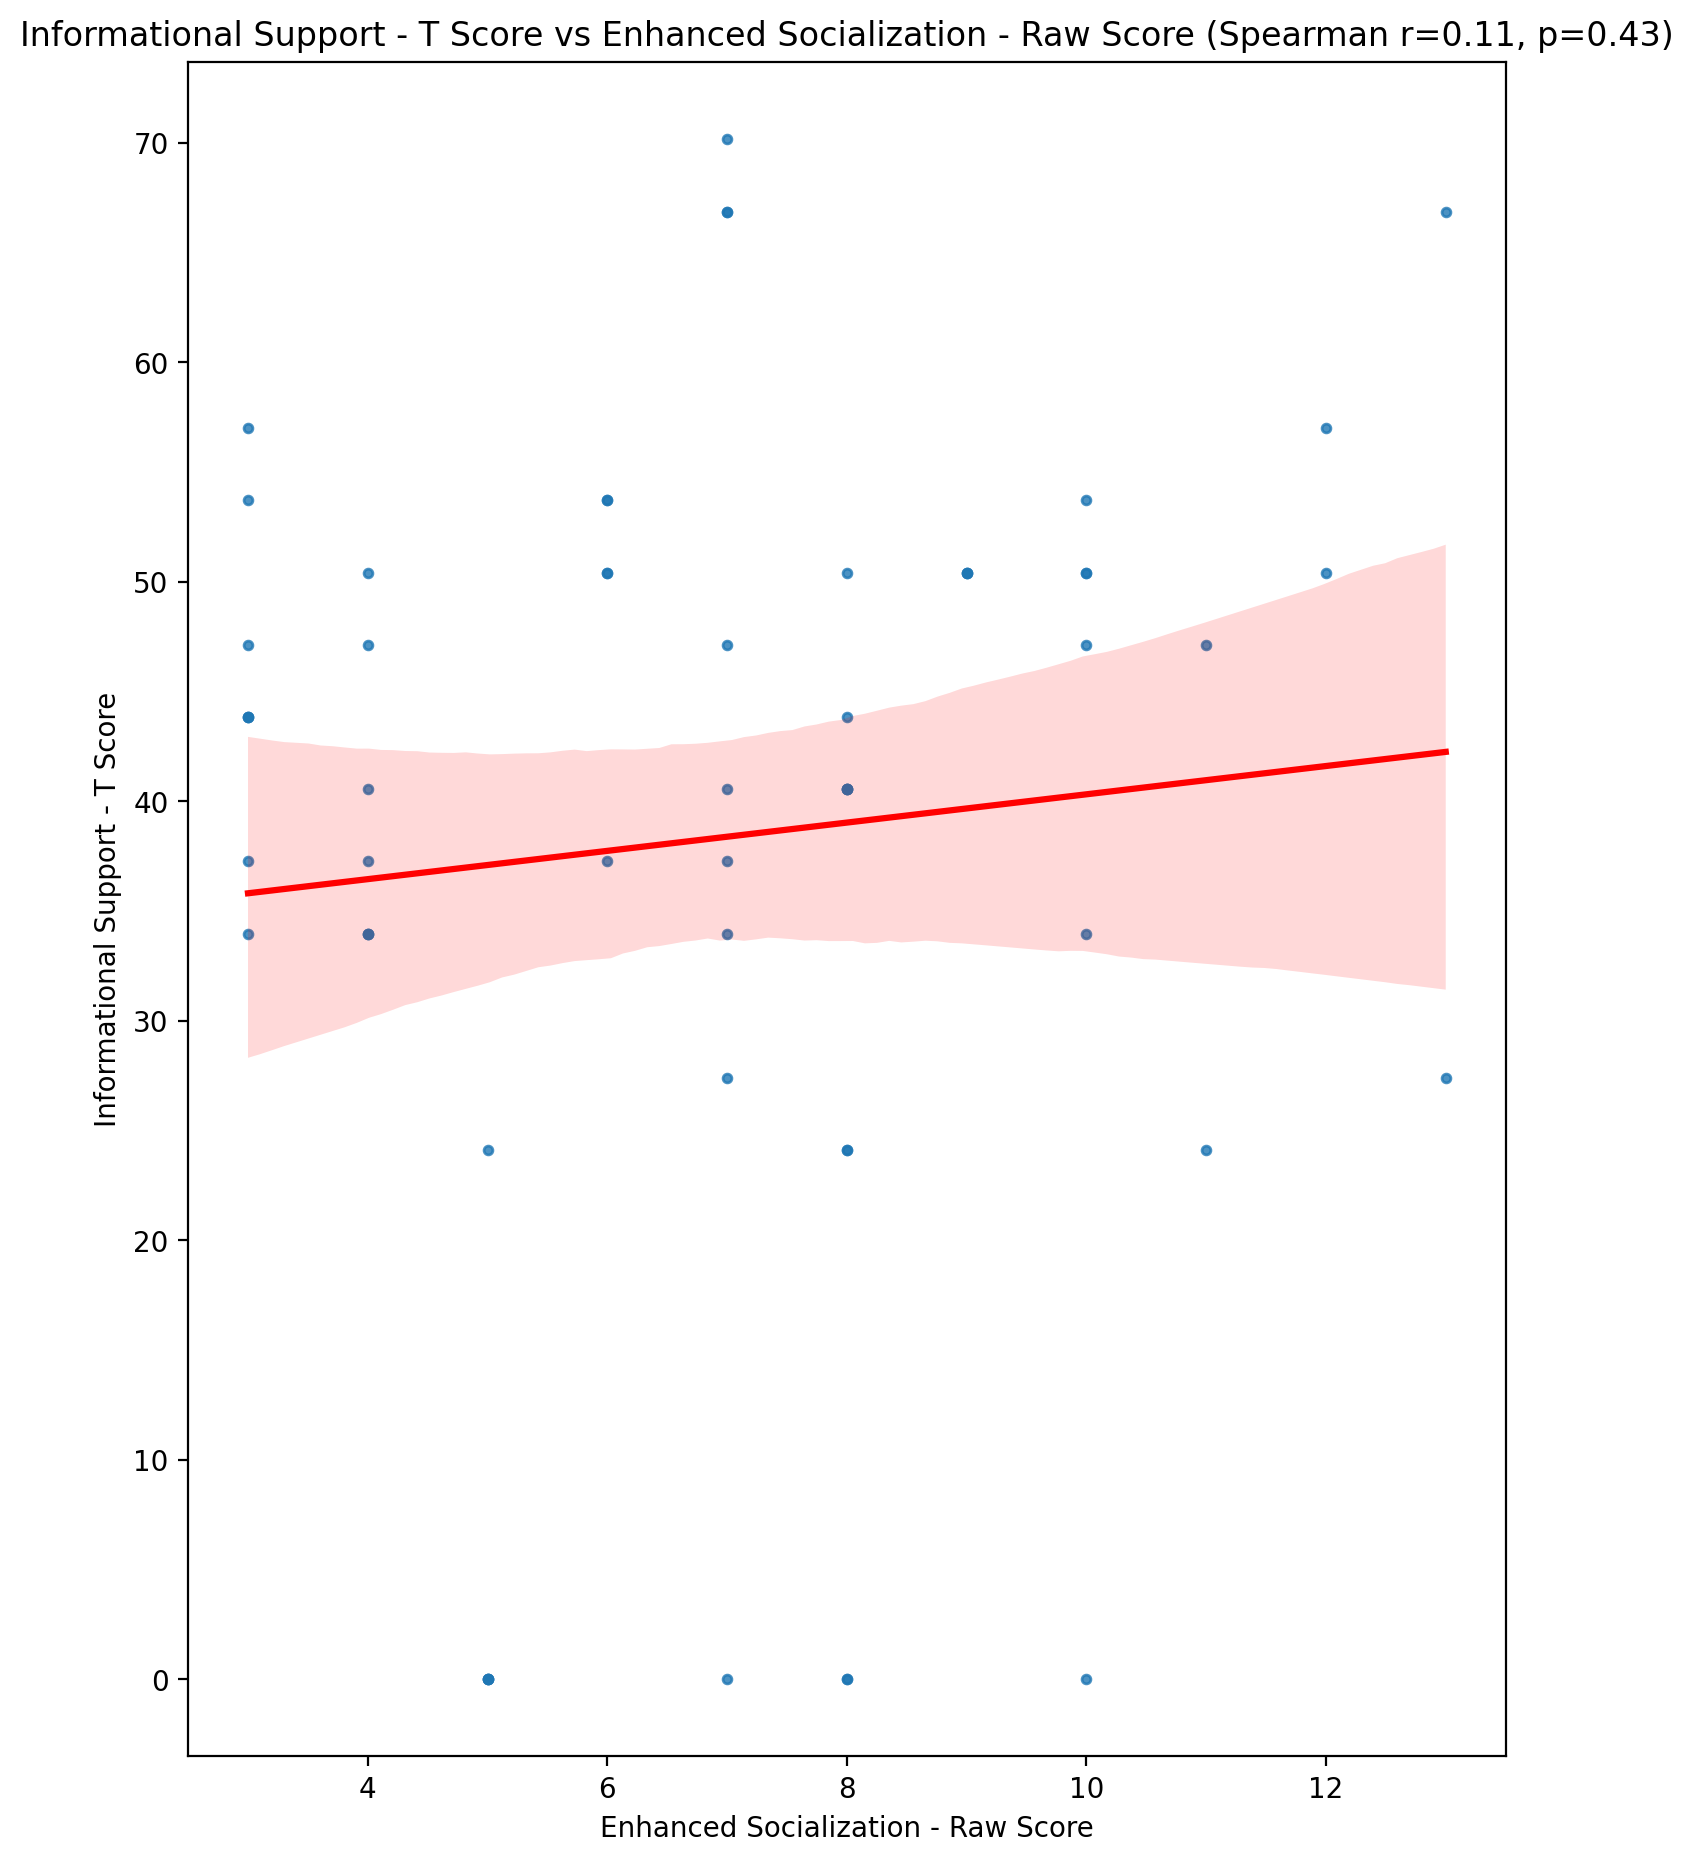 Informational Support - T Score vs Enhanced Socialization - Raw Score (Spearman r=0.11, p=0.43)
70
60
50
40
30
20
10
0
Informational Support - T Score
4 6 8 10 12
Enhanced Socialization - Raw Score